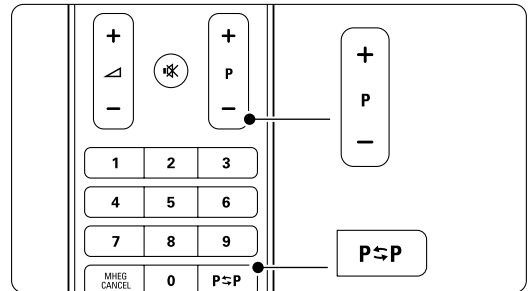 + + +
P P
− − −
1 2 3
4 5 6
7 8 9
MHEG
CANCEL 0 P⇆P P⇆P